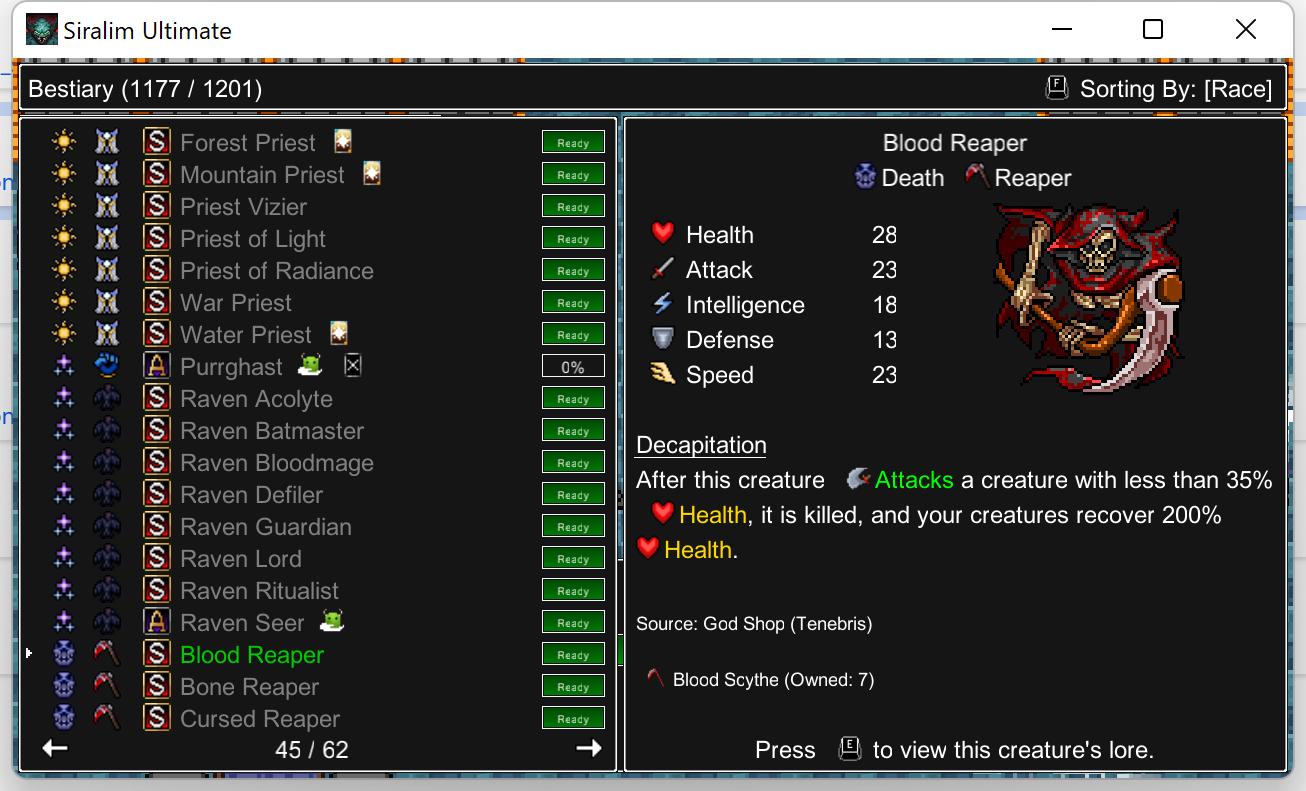 Siralim Ultimate
Bestiary (1177 / 1201)
F Sorting By: [Race]
S Forest Priest Ready
S Mountain Priest Ready
S Priest Vizier Ready
S Priest of Light Ready
S Priest of Radiance Ready
S War Priest Ready
S Water Priest Ready
A Purrghast 0%
S Raven Acolyte Ready
S Raven Batmaster Ready
S Raven Bloodmage Ready
S Raven Defiler Ready
S Raven Guardian Ready
S Raven Lord Ready
S Raven Ritualist Ready
A Raven Seer Ready
S Blood Reaper Ready
S Bone Reaper Ready
S Cursed Reaper Ready
45 / 62
Blood Reaper
Death Reaper
Health 28
Attack 23
Intelligence 18
Defense 13
Speed 23
Decapitation
After this creature Attacks a creature with less than 35%
Health, it is killed, and your creatures recover 200%
Health.
Source: God Shop (Tenebris)
Blood Scythe (Owned: 7)
Press E to view this creature's lore.